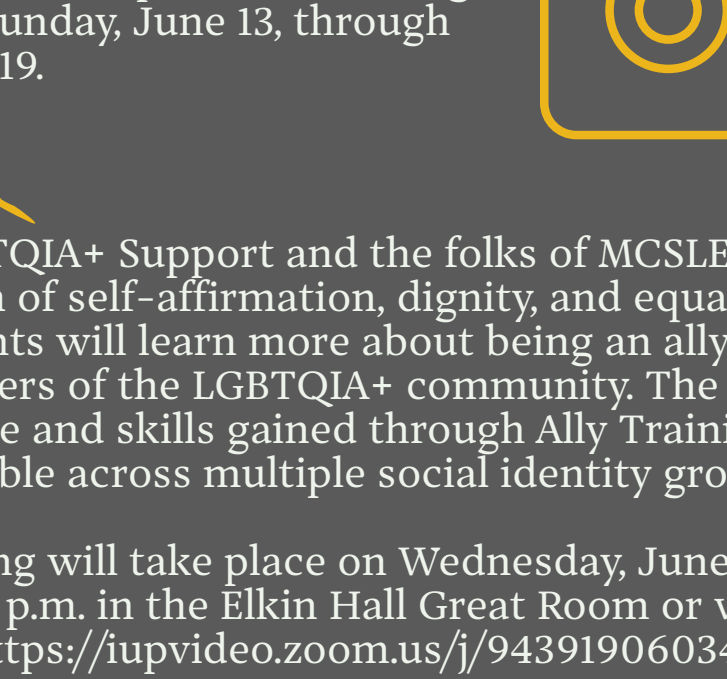 unday, June 13, through
19.
TQIA+ Support and the folks of MCSLE
n of self-affirmation, dignity, and equa
nts will learn more about being an ally
ers of the LGBTQIA+ community. The
e and skills gained through Ally Traini
ble across multiple social identity gro
ng will take place on Wednesday, June
p.m. in the Elkin Hall Great Room or v
ttps://iupvideo.zoom.us/j/94391906034